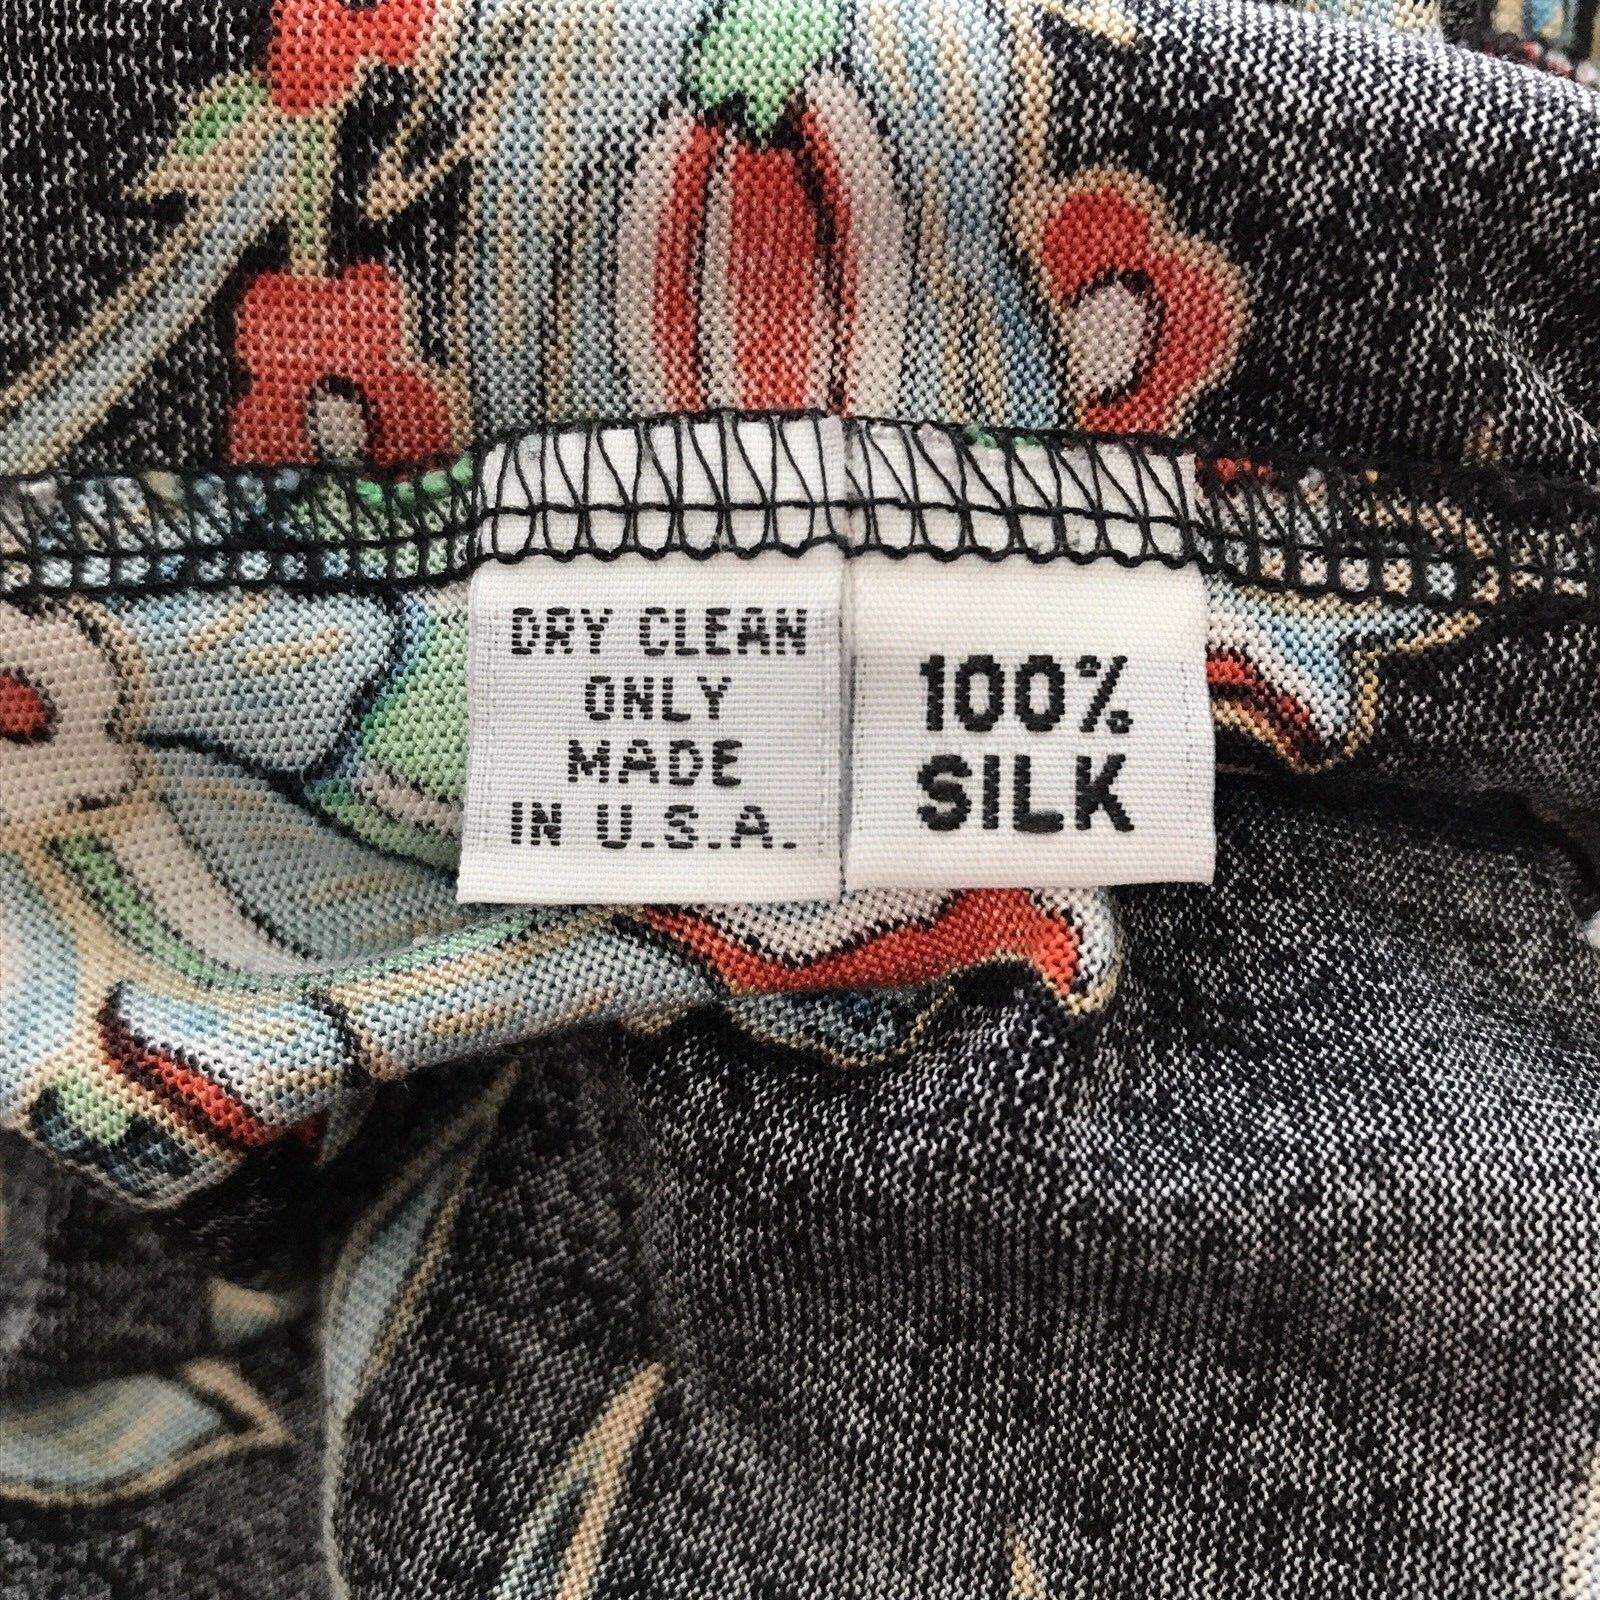 DRY CLEAN
ONLY
MADE
IN U.S.A.
100%
SILK